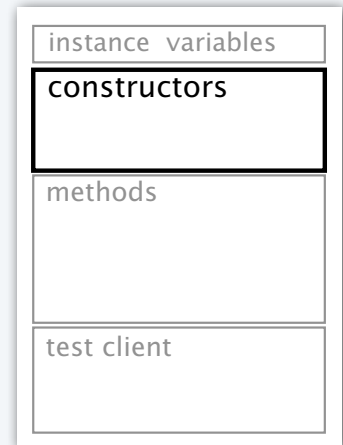 instance variables
constructors
methods
test client